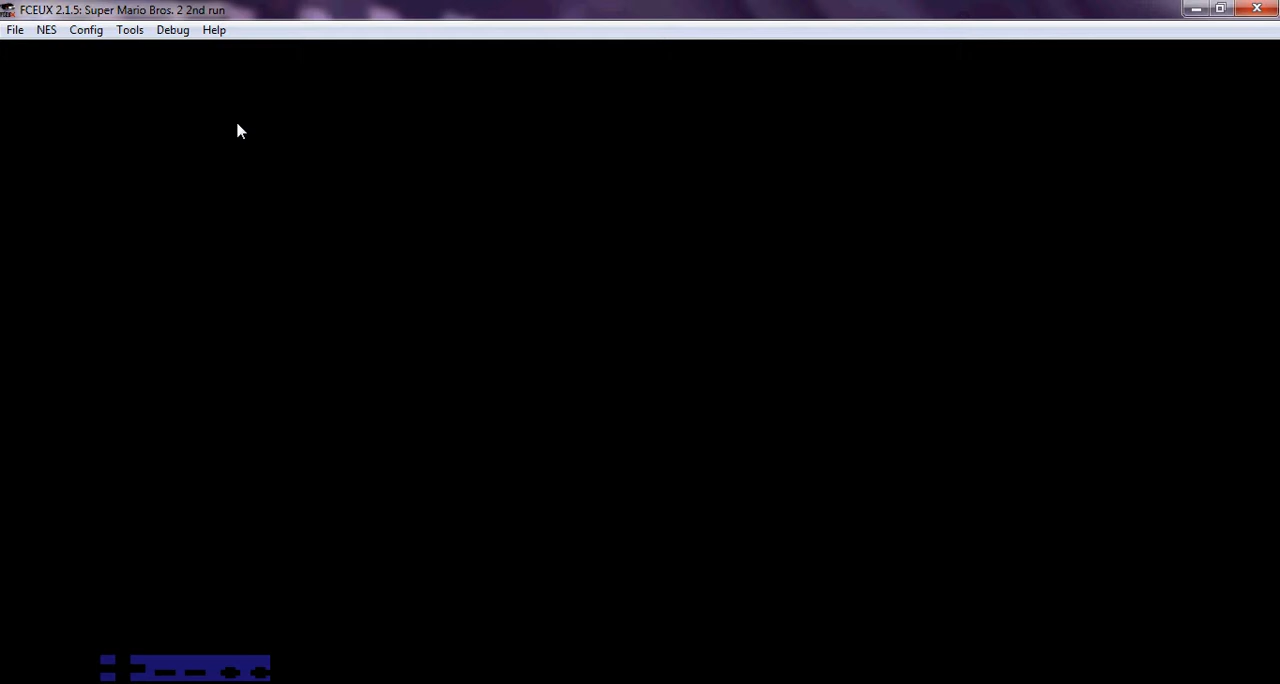 FCEUX 2.1.5: Super Mario Bros. 2 2nd run
File NES Config Tools Debug Help